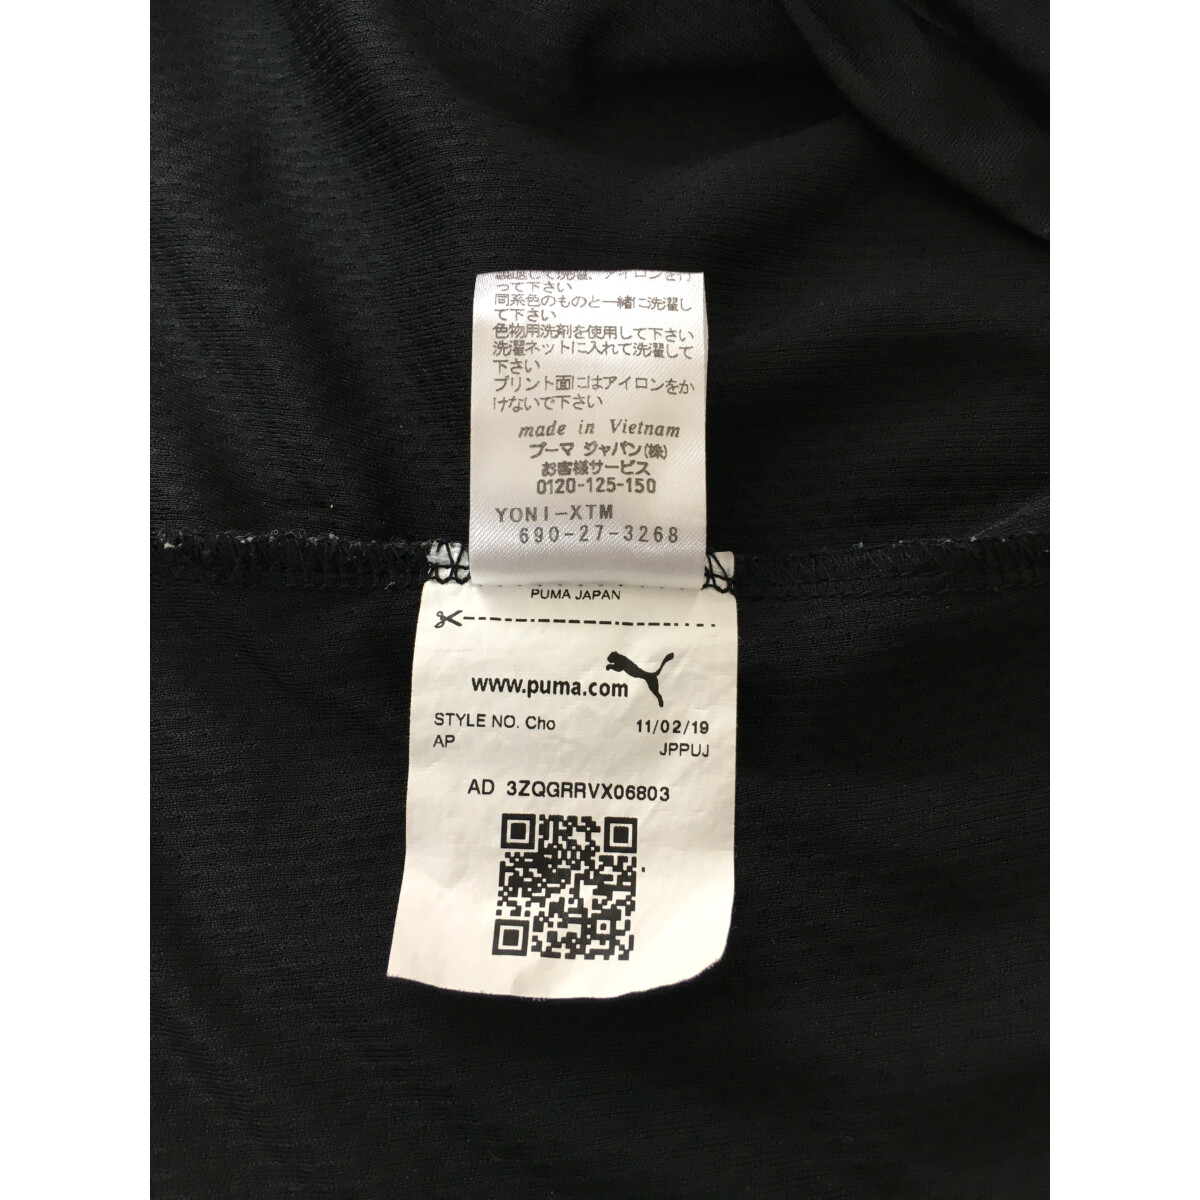 って下さい
同系色のものと一緒に洗濯し
て下さい
色物用洗剤を使用して下さい
洗濯ネットに入れて洗濯して
下さい
プリント面にはアイロンをか
けないで下さい
made in Vietnam
プーマ ジャパン(株)
お客様サービス
0120-125-150
YONI-XTM
690-27-3268
PUMA JAPAN
www.puma.com
STYLE NO. Cho 11/02/19
AP JPPUJ
AD 3ZQGRRVX06803